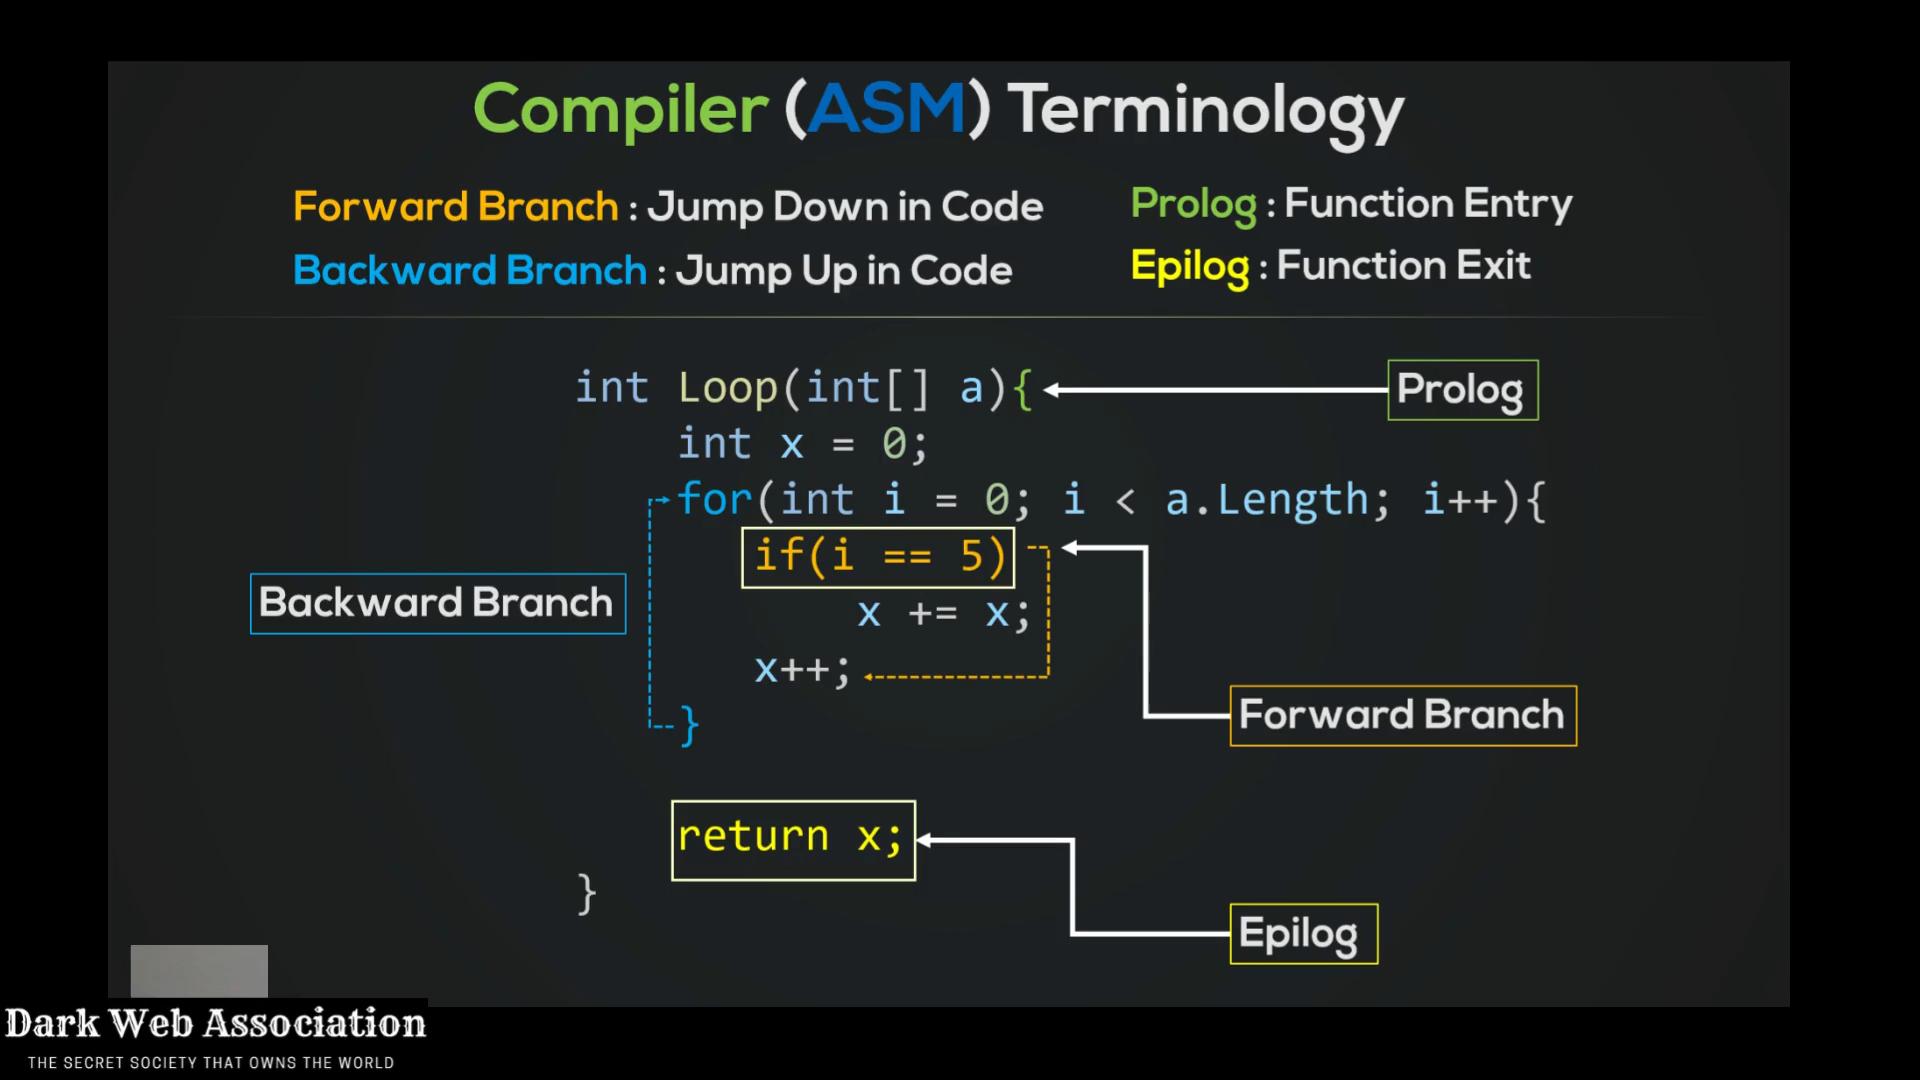 Compiler (ASM) Terminology
Forward Branch : Jump Down in Code
Backward Branch : Jump Up in Code
Prolog : Function Entry
Epilog : Function Exit
int Loop(int[] a){
Prolog
int x = 0;
for(int i = 0; i < a.Length; i++){
if(i == 5)
Backward Branch
x += x;
x++;
}
Forward Branch
return x;
}
Epilog
Dark Web Association
THE SECRET SOCIETY THAT OWNS THE WORLD